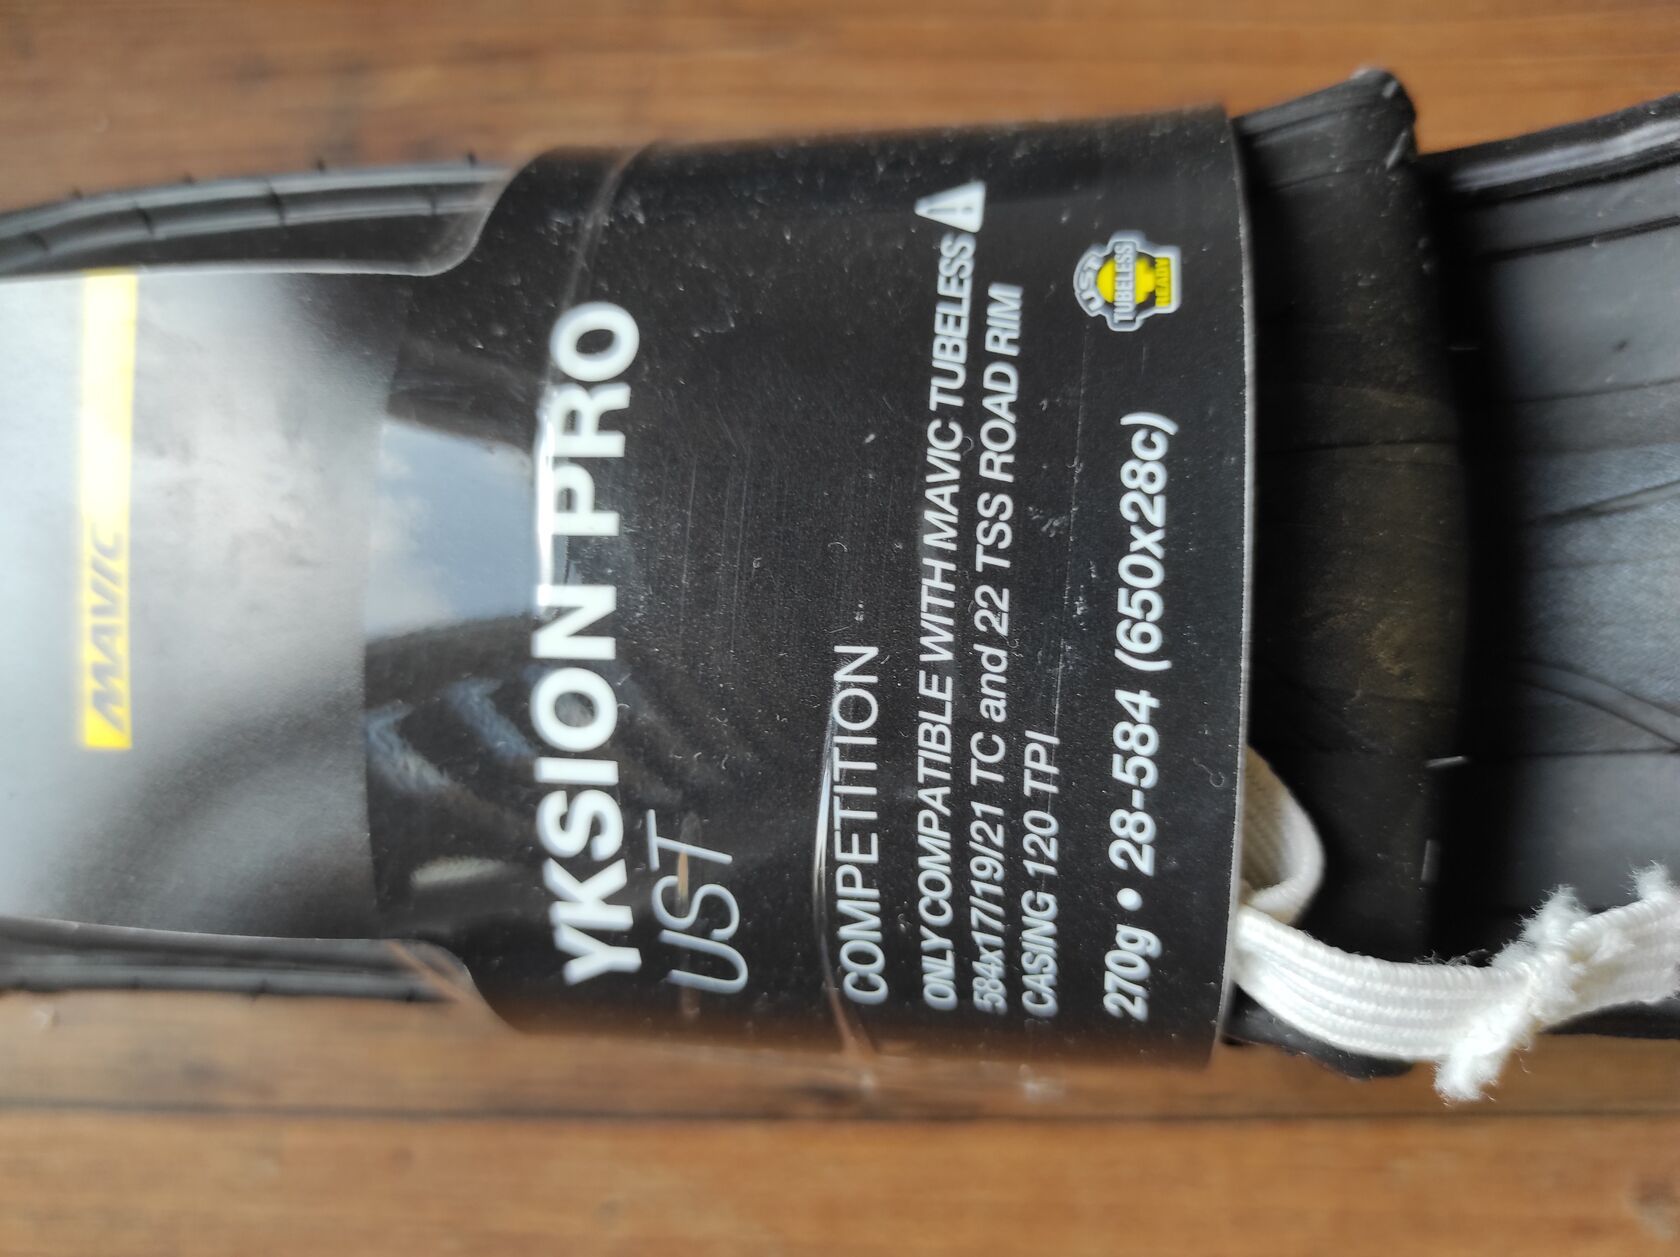 MAVIC
YKSION PRO
UST
COMPETITION
ONLY COMPATIBLE WITH MAVIC TUBELESS
584x17/19/21 TC and 22 TSS ROAD RIM
CASING 120 TPI
270g • 28-584 (650x28c)
UST
TUBELESS
READY